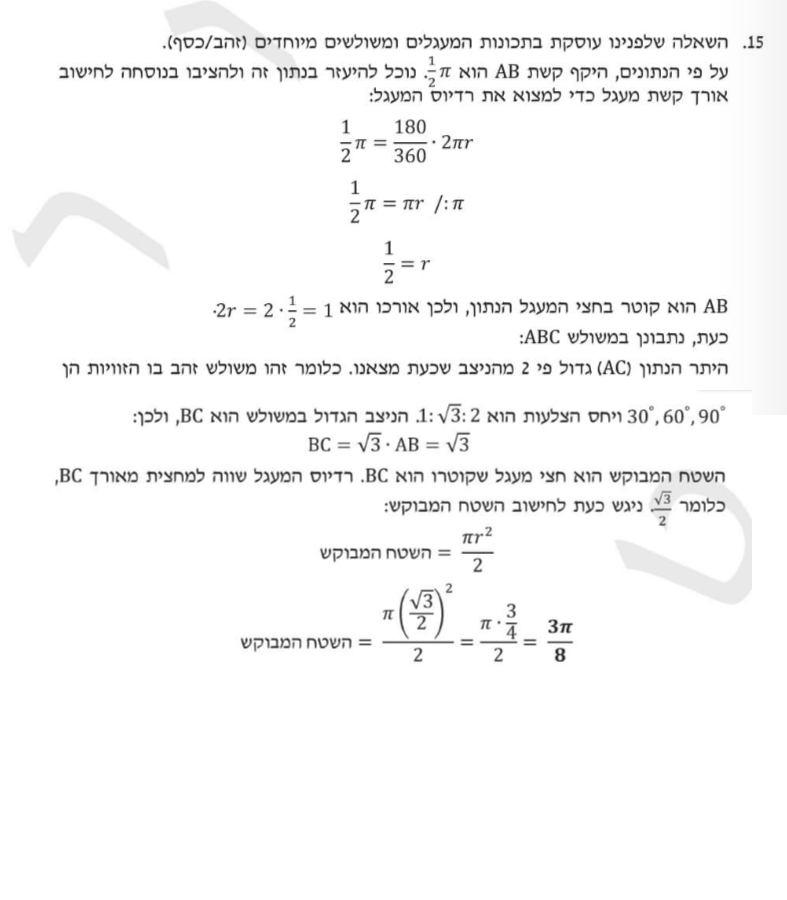 15. השאלה שלפנינו עוסקת בתכונות המעגלים ומשולשים מיוחדים (זהב/כסף).
על פי הנתונים, היקף קשת AB הוא $\frac{1}{2}\pi$. נוכל להיעזר בנתון זה ולהציבו בנוסחה לחישוב
אורך קשת מעגל כדי למצוא את רדיוס המעגל:
$\frac{1}{2}\pi = \frac{180}{360} \cdot 2\pi r$
$\frac{1}{2}\pi = \pi r \ /:\pi$
$\frac{1}{2} = r$
AB הוא קוטר בחצי המעגל הנתון, ולכן אורכו הוא $2r = 2 \cdot \frac{1}{2} = 1$.
כעת, נתבונן במשולש ABC:
היתר הנתון (AC) גדול פי 2 מהניצב שכעת מצאנו. כלומר זהו משולש זהב בו הזוויות הן
$30^\circ, 60^\circ, 90^\circ$ ויחס הצלעות הוא $1:\sqrt{3}:2$. הניצב הגדול במשולש הוא BC, ולכן:
$BC = \sqrt{3} \cdot AB = \sqrt{3}$
השטח המבוקש הוא חצי מעגל שקוטרו הוא BC. רדיוס המעגל שווה למחצית מאורך BC,
כלומר $\frac{\sqrt{3}}{2}$. ניגש כעת לחישוב השטח המבוקש:
השטח המבוקש $= \frac{\pi r^2}{2}$
השטח המבוקש $= \frac{\pi \left(\frac{\sqrt{3}}{2}\right)^2}{2} = \frac{\pi \cdot \frac{3}{4}}{2} = \frac{3\pi}{8}$